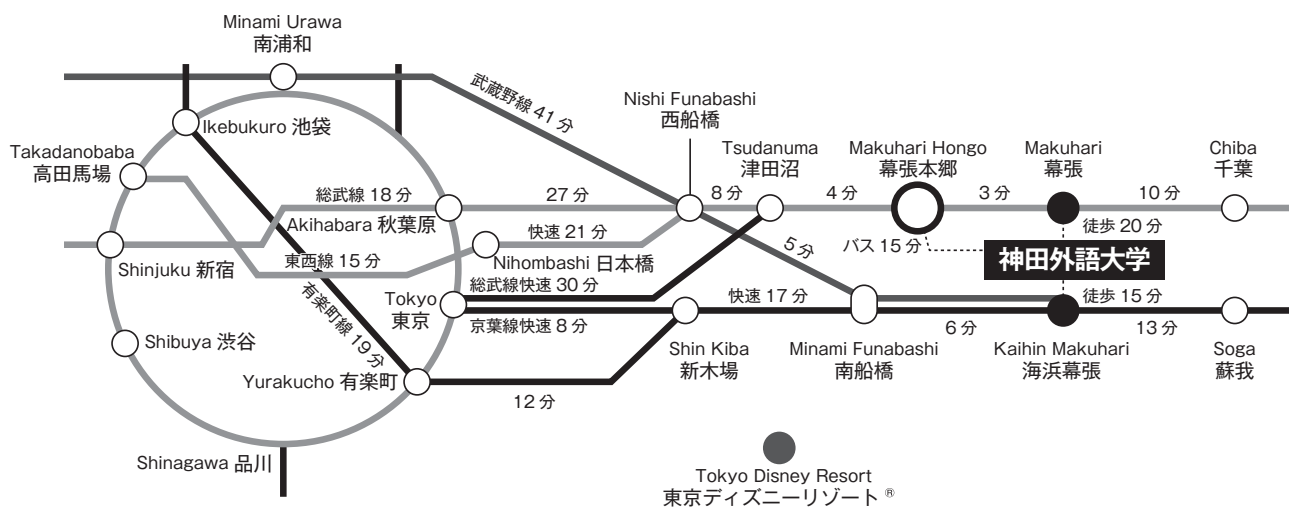 Minami Urawa
南浦和
武蔵野線 41 分
Nishi Funabashi
西船橋
Ikebukuro 池袋
Takadanobaba
高田馬場
Tsudanuma
津田沼
Makuhari Hongo
幕張本郷
Makuhari
幕張
Chiba
千葉
総武線 18 分
27 分
8 分
4 分
3 分
10 分
Akihabara 秋葉原
徒歩 20 分
快速 21 分
5 分
バス 15 分
神田外語大学
Shinjuku 新宿
東西線 15 分
Nihombashi 日本橋
総武線快速 30 分
Tokyo
東京
有楽町線 19 分
快速 17 分
徒歩 15 分
京葉線快速 8 分
6 分
13 分
Shibuya 渋谷
Shin Kiba
新木場
Minami Funabashi
南船橋
Kaihin Makuhari
海浜幕張
Soga
蘇我
Yurakucho 有楽町
12 分
Shinagawa 品川
Tokyo Disney Resort
東京ディズニーリゾート ®